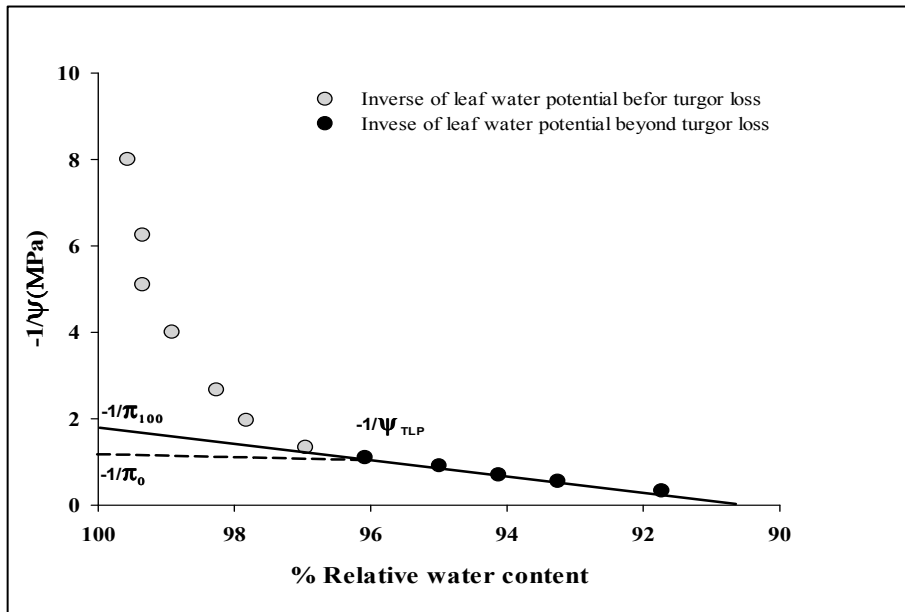 10
Inverse of leaf water potential befor turgor loss
Invese of leaf water potential beyond turgor loss
8
6
4
2
0
-1/Ψ(MPa)
-1/π₁₀₀
-1/Ψ TLP
-1/π₀
100 98 96 94 92 90
% Relative water content